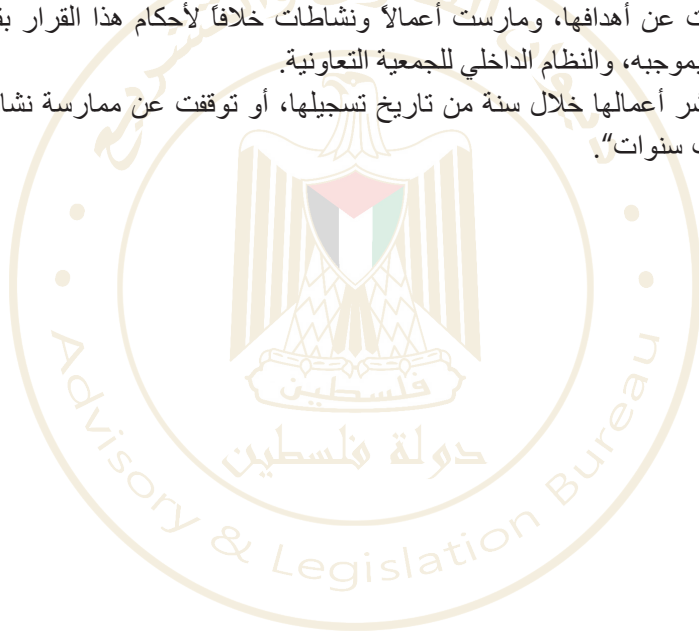 ت عن أهدافها، ومارست أعمالاً ونشاطات خلافاً لأحكام هذا القرار بق
بموجبه، والنظام الداخلي للجمعية التعاونية.
شر أعمالها خلال سنة من تاريخ تسجيلها، أو توقفت عن ممارسة نشا
سنوات“.
فلسطين
دولة فلسطين
Advisory & Legislation Bureau